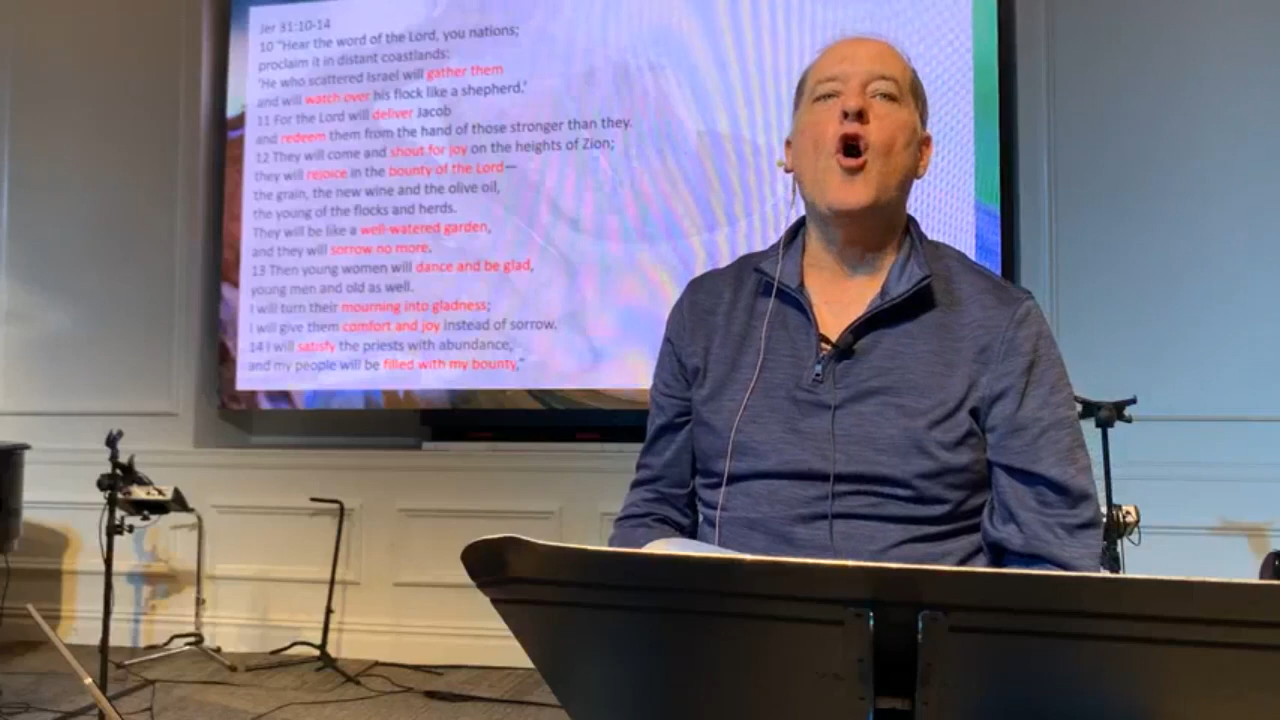 Jer 31:10-14
10 "Hear the word of the Lord, you nations;
proclaim it in distant coastlands:
'He who scattered Israel will gather them
and will watch over his flock like a shepherd.'
11 For the Lord will deliver Jacob
and redeem them from the hand of those stronger than they.
12 They will come and shout for joy on the heights of Zion;
they will rejoice in the bounty of the Lord—
the grain, the new wine and the olive oil,
the young of the flocks and herds.
They will be like a well-watered garden,
and they will sorrow no more.
13 Then young women will dance and be glad,
young men and old as well.
I will turn their mourning into gladness;
I will give them comfort and joy instead of sorrow.
14 I will satisfy the priests with abundance,
and my people will be filled with my bounty,"